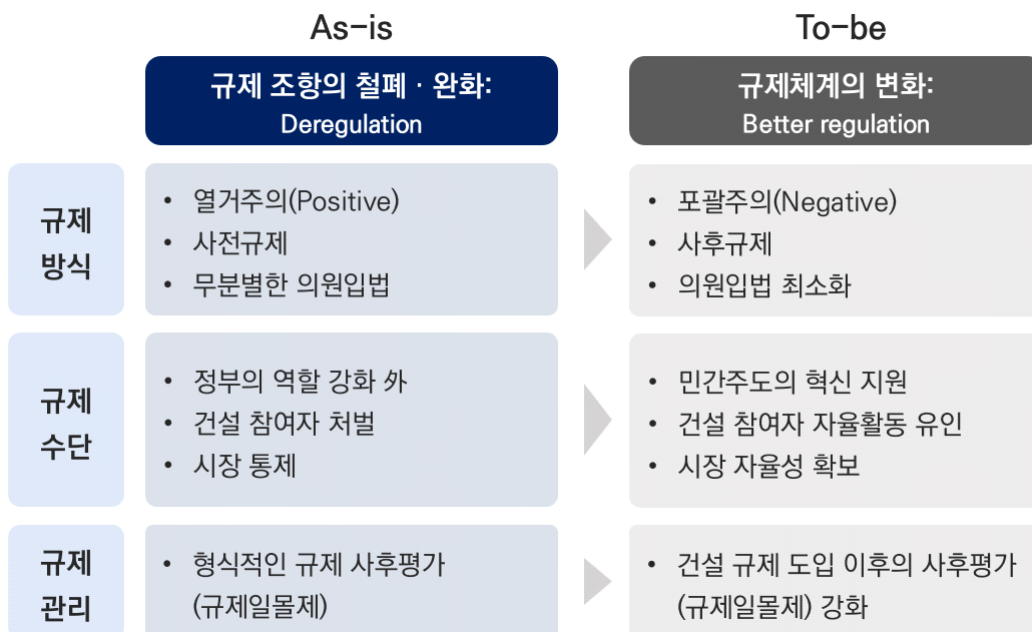 As-is
To-be
규제 조항의 철폐 · 완화:
Deregulation
규제체계의 변화:
Better regulation
규제
방식
• 열거주의(Positive)
• 사전규제
• 무분별한 의원입법
• 포괄주의(Negative)
• 사후규제
• 의원입법 최소화
규제
수단
• 정부의 역할 강화 外
• 건설 참여자 처벌
• 시장 통제
• 민간주도의 혁신 지원
• 건설 참여자 자율활동 유인
• 시장 자율성 확보
규제
관리
• 형식적인 규제 사후평가
(규제일몰제)
• 건설 규제 도입 이후의 사후평가
(규제일몰제) 강화